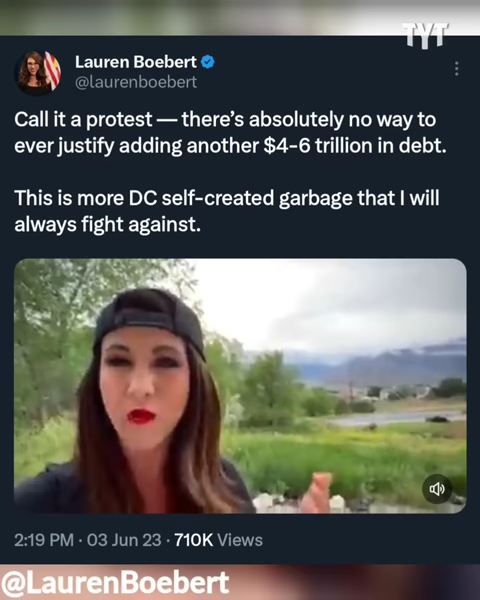 TYT
Lauren Boebert
@laurenboebert
Call it a protest — there's absolutely no way to
ever justify adding another $4-6 trillion in debt.
This is more DC self-created garbage that I will
always fight against.
2:19 PM · 03 Jun 23 · 710K Views
@LaurenBoebert